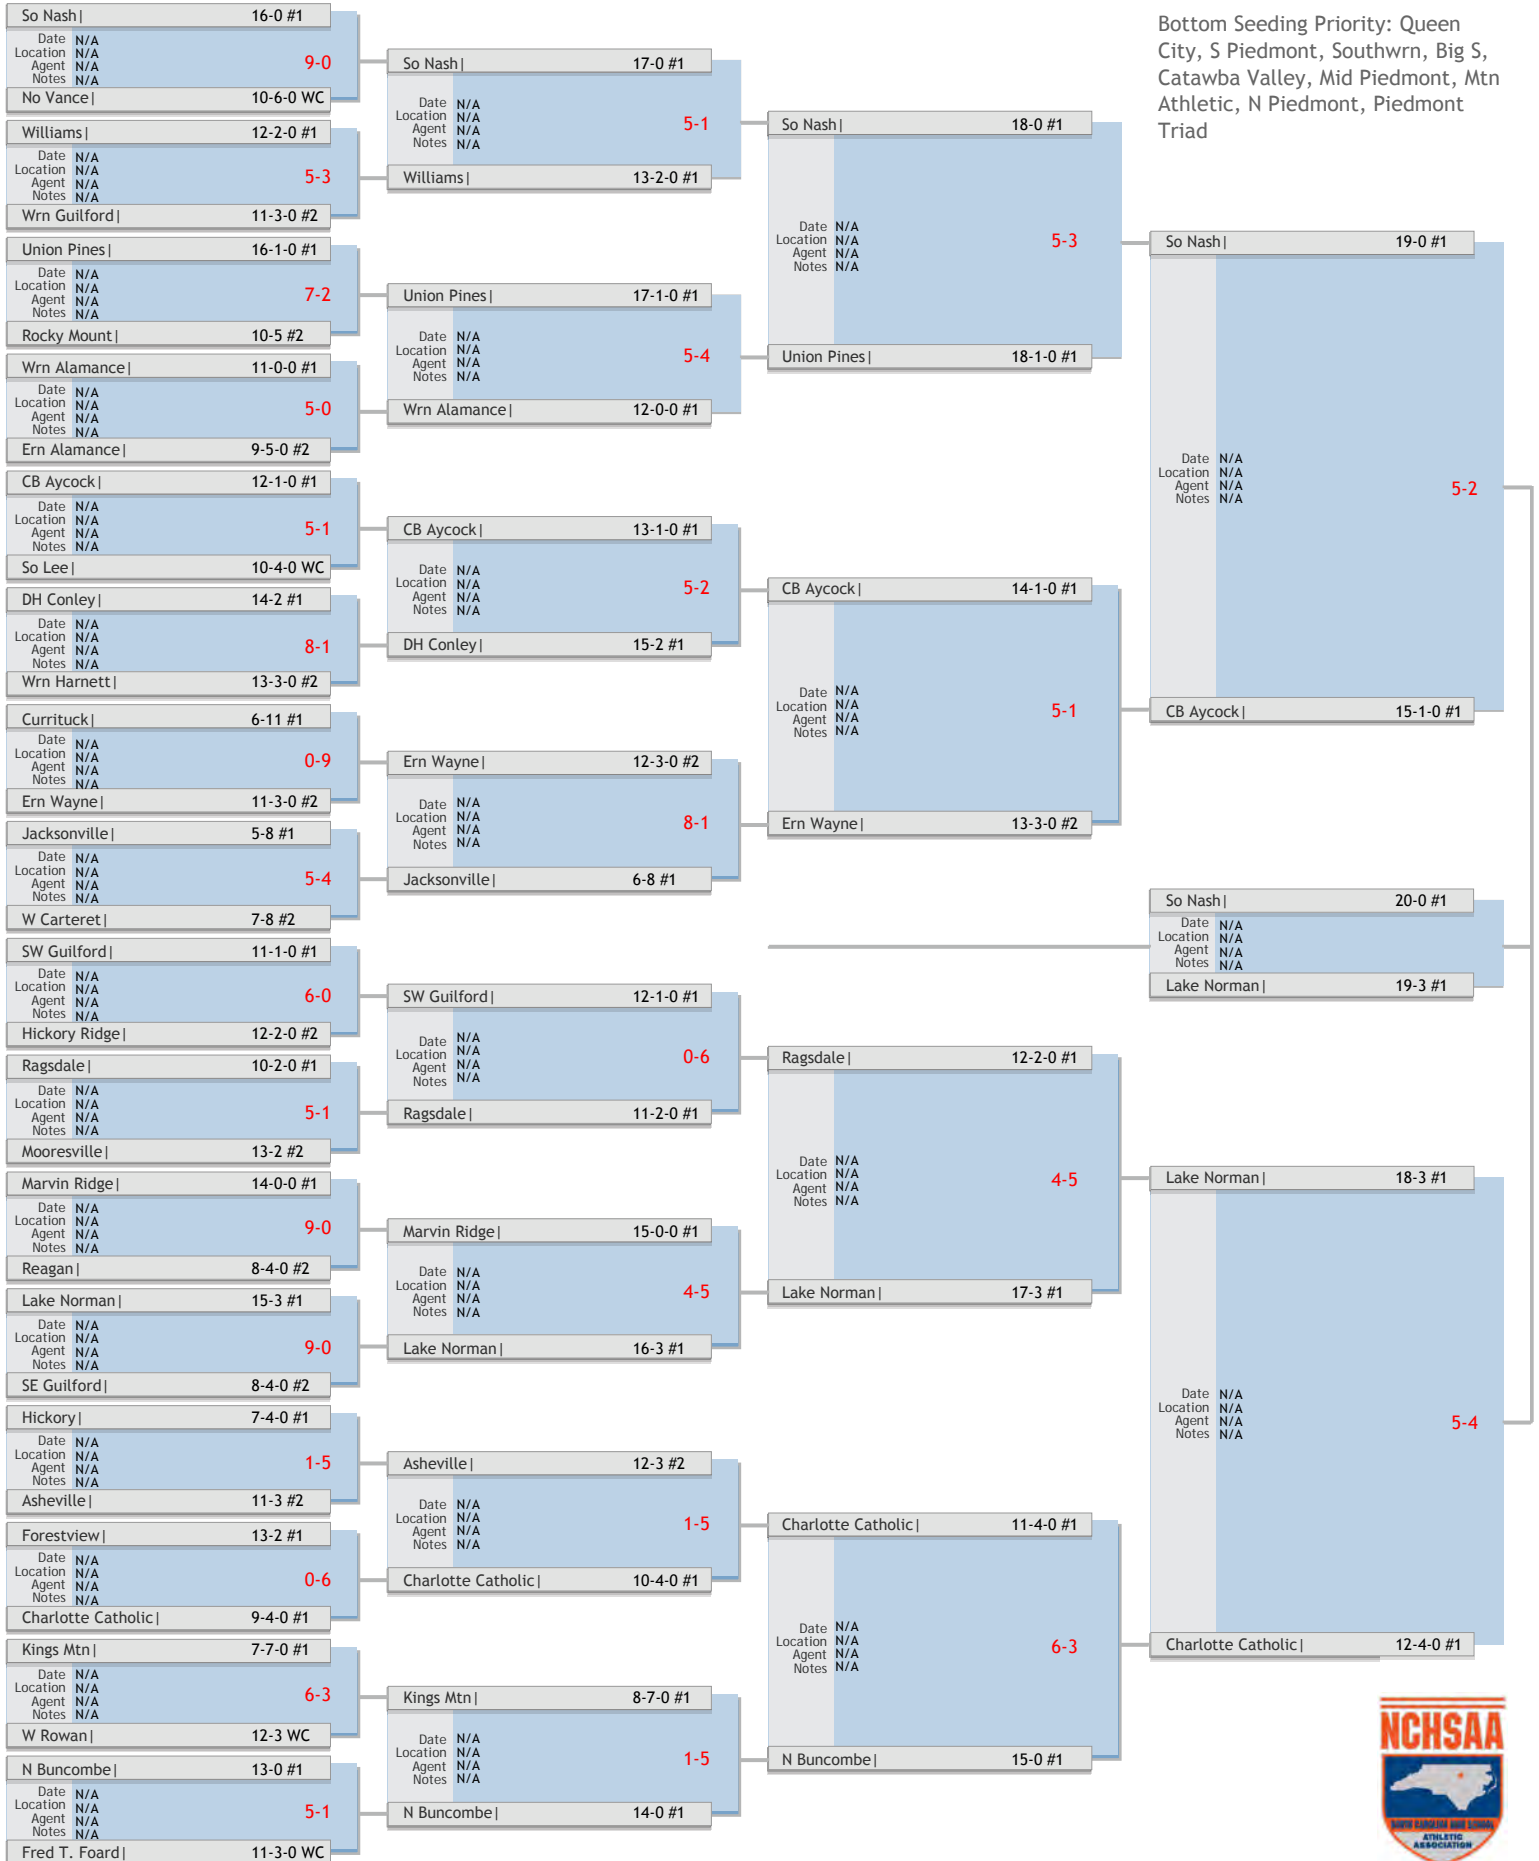 Bottom Seeding Priority: Queen
City, S Piedmont, Southwrn, Big S,
Catawba Valley, Mid Piedmont, Mtn
Athletic, N Piedmont, Piedmont
Triad
So Nash| 16-0 #1
Date N/A
Location N/A
Agent N/A
Notes N/A
9-0
No Vance| 10-6-0 WC
Williams| 12-2-0 #1
Date N/A
Location N/A
Agent N/A
Notes N/A
5-3
Wrn Guilford| 11-3-0 #2
Union Pines| 16-1-0 #1
Date N/A
Location N/A
Agent N/A
Notes N/A
7-2
Rocky Mount| 10-5 #2
Wrn Alamance| 11-0-0 #1
Date N/A
Location N/A
Agent N/A
Notes N/A
5-0
Ern Alamance| 9-5-0 #2
CB Aycock| 12-1-0 #1
Date N/A
Location N/A
Agent N/A
Notes N/A
5-1
So Lee| 10-4-0 WC
DH Conley| 14-2 #1
Date N/A
Location N/A
Agent N/A
Notes N/A
8-1
Wrn Harnett| 13-3-0 #2
Currituck| 6-11 #1
Date N/A
Location N/A
Agent N/A
Notes N/A
0-9
Ern Wayne| 11-3-0 #2
Jacksonville| 5-8 #1
Date N/A
Location N/A
Agent N/A
Notes N/A
5-4
W Carteret| 7-8 #2
SW Guilford| 11-1-0 #1
Date N/A
Location N/A
Agent N/A
Notes N/A
6-0
Hickory Ridge| 12-2-0 #2
Ragsdale| 10-2-0 #1
Date N/A
Location N/A
Agent N/A
Notes N/A
5-1
Mooresville| 13-2 #2
Marvin Ridge| 14-0-0 #1
Date N/A
Location N/A
Agent N/A
Notes N/A
9-0
Reagan| 8-4-0 #2
Lake Norman| 15-3 #1
Date N/A
Location N/A
Agent N/A
Notes N/A
9-0
SE Guilford| 8-4-0 #2
Hickory| 7-4-0 #1
Date N/A
Location N/A
Agent N/A
Notes N/A
1-5
Asheville| 11-3 #2
Forestview| 13-2 #1
Date N/A
Location N/A
Agent N/A
Notes N/A
0-6
Charlotte Catholic| 9-4-0 #1
Kings Mtn| 7-7-0 #1
Date N/A
Location N/A
Agent N/A
Notes N/A
6-3
W Rowan| 12-3 WC
N Buncombe| 13-0 #1
Date N/A
Location N/A
Agent N/A
Notes N/A
5-1
Fred T. Foard| 11-3-0 WC
So Nash| 17-0 #1
Date N/A
Location N/A
Agent N/A
Notes N/A
5-1
Williams| 13-2-0 #1
Union Pines| 17-1-0 #1
Date N/A
Location N/A
Agent N/A
Notes N/A
5-4
Wrn Alamance| 12-0-0 #1
CB Aycock| 13-1-0 #1
Date N/A
Location N/A
Agent N/A
Notes N/A
5-2
DH Conley| 15-2 #1
Ern Wayne| 12-3-0 #2
Date N/A
Location N/A
Agent N/A
Notes N/A
8-1
Jacksonville| 6-8 #1
SW Guilford| 12-1-0 #1
Date N/A
Location N/A
Agent N/A
Notes N/A
0-6
Ragsdale| 11-2-0 #1
Marvin Ridge| 15-0-0 #1
Date N/A
Location N/A
Agent N/A
Notes N/A
4-5
Lake Norman| 16-3 #1
Asheville| 12-3 #2
Date N/A
Location N/A
Agent N/A
Notes N/A
1-5
Charlotte Catholic| 10-4-0 #1
Kings Mtn| 8-7-0 #1
Date N/A
Location N/A
Agent N/A
Notes N/A
1-5
N Buncombe| 14-0 #1
So Nash| 18-0 #1
Date N/A
Location N/A
Agent N/A
Notes N/A
5-3
Union Pines| 18-1-0 #1
CB Aycock| 14-1-0 #1
Date N/A
Location N/A
Agent N/A
Notes N/A
5-1
Ern Wayne| 13-3-0 #2
Ragsdale| 12-2-0 #1
Date N/A
Location N/A
Agent N/A
Notes N/A
4-5
Lake Norman| 17-3 #1
Charlotte Catholic| 11-4-0 #1
Date N/A
Location N/A
Agent N/A
Notes N/A
6-3
N Buncombe| 15-0 #1
So Nash| 19-0 #1
Date N/A
Location N/A
Agent N/A
Notes N/A
5-2
CB Aycock| 15-1-0 #1
So Nash| 20-0 #1
Date N/A
Location N/A
Agent N/A
Notes N/A
Lake Norman| 19-3 #1
Lake Norman| 18-3 #1
Date N/A
Location N/A
Agent N/A
Notes N/A
5-4
Charlotte Catholic| 12-4-0 #1
NCHSAA
NORTH CAROLINA HIGH SCHOOL
ATHLETIC
ASSOCIATION